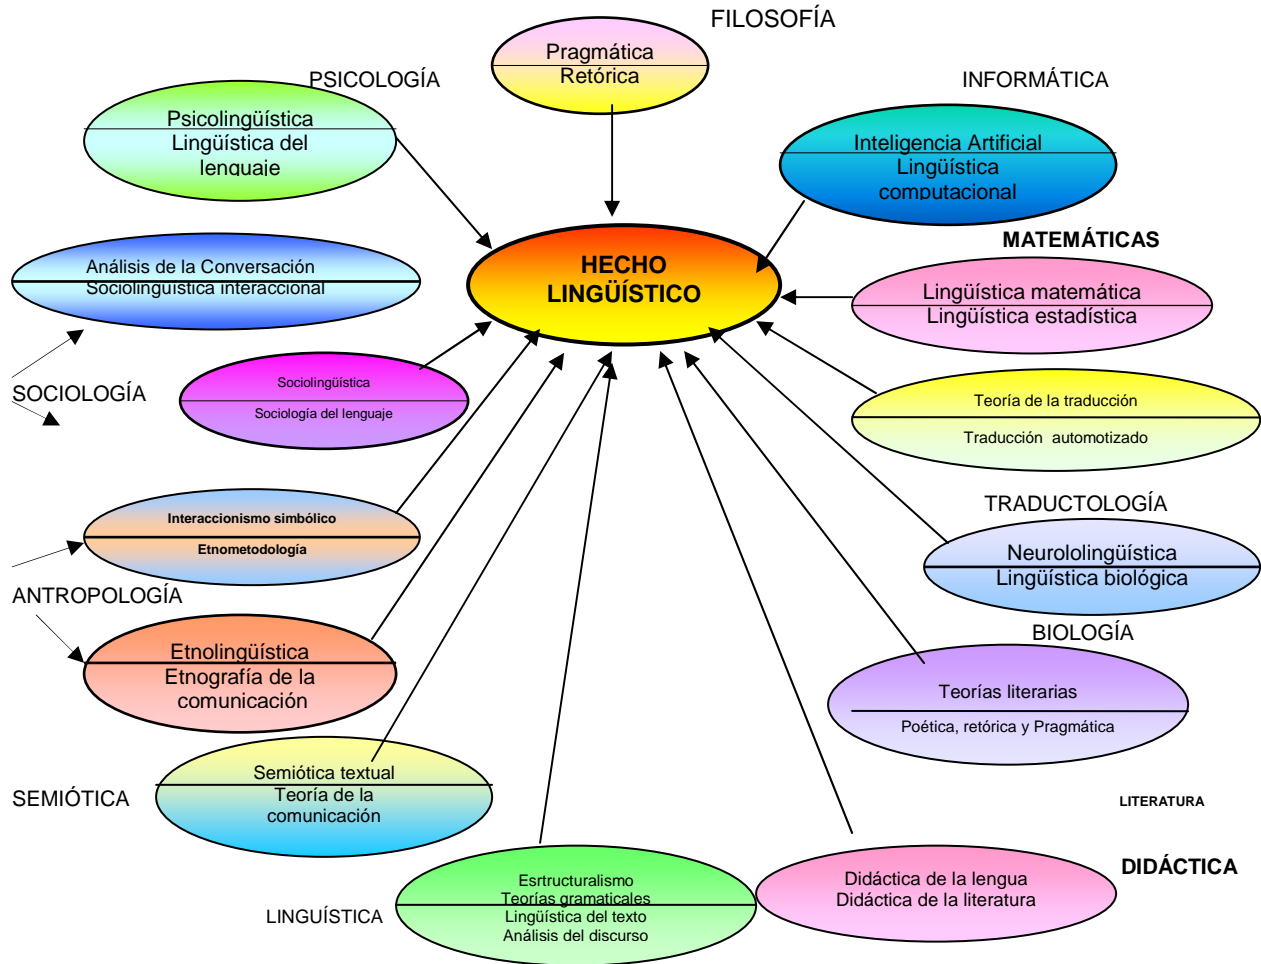 FILOSOFÍA
Pragmática
Retórica
PSICOLOGÍA
INFORMÁTICA
Psicolingüística
Lingüística del
lenguaje
Inteligencia Artificial
Lingüística
computacional
MATEMÁTICAS
HECHO
LINGÜÍSTICO
Análisis de la Conversación
Sociolingüística interaccional
Lingüística matemática
Lingüística estadística
SOCIOLOGÍA
Sociolingüística
Sociología del lenguaje
Teoría de la traducción
Traducción automotizado
TRADUCTOLOGÍA
Interaccionismo simbólico
Etnometodología
Neurololingüística
Lingüística biológica
ANTROPOLOGÍA
BIOLOGÍA
Etnolingüística
Etnografía de la
comunicación
Teorías literarias
Poética, retórica y Pragmática
SEMIÓTICA
Semiótica textual
Teoría de la
comunicación
LITERATURA
DIDÁCTICA
Didáctica de la lengua
Didáctica de la literatura
LINGUÍSTICA
Esrtructuralismo
Teorías gramaticales
Lingüística del texto
Análisis del discurso